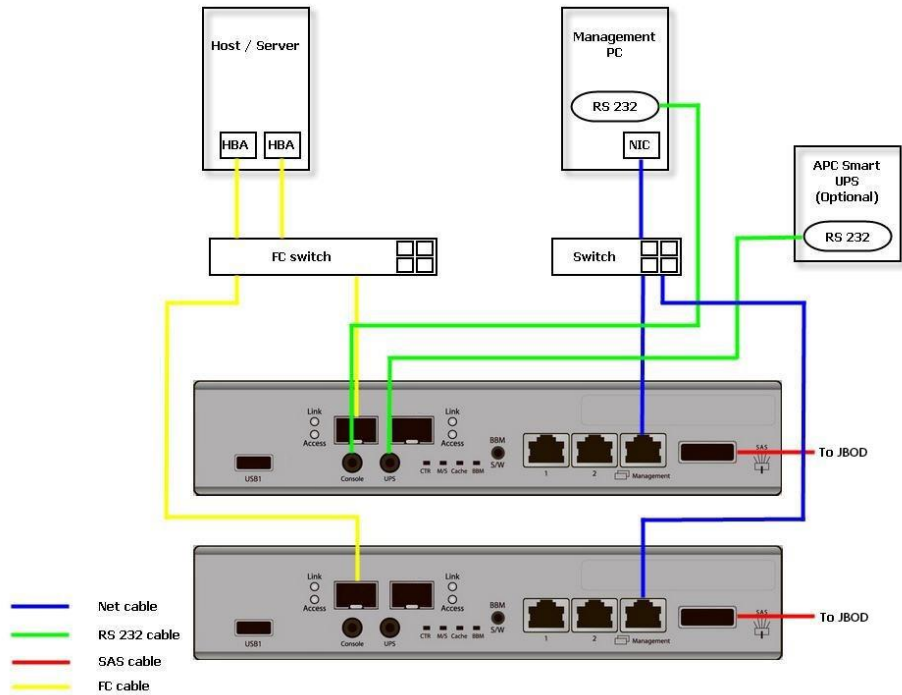 Host / Server
HBA
HBA
Management
PC
RS 232
NIC
APC Smart
UPS
(Optional)
RS 232
FC switch
Switch
Link
Access
Link
Access
BBM
S/W
USB1
Console
UPS
CTR M/S Cache BBM
1
2
Management
SAS
To JBOD
Link
Access
Link
Access
BBM
S/W
USB1
Console
UPS
CTR M/S Cache BBM
1
2
Management
SAS
To JBOD
Net cable
RS 232 cable
SAS cable
FC cable